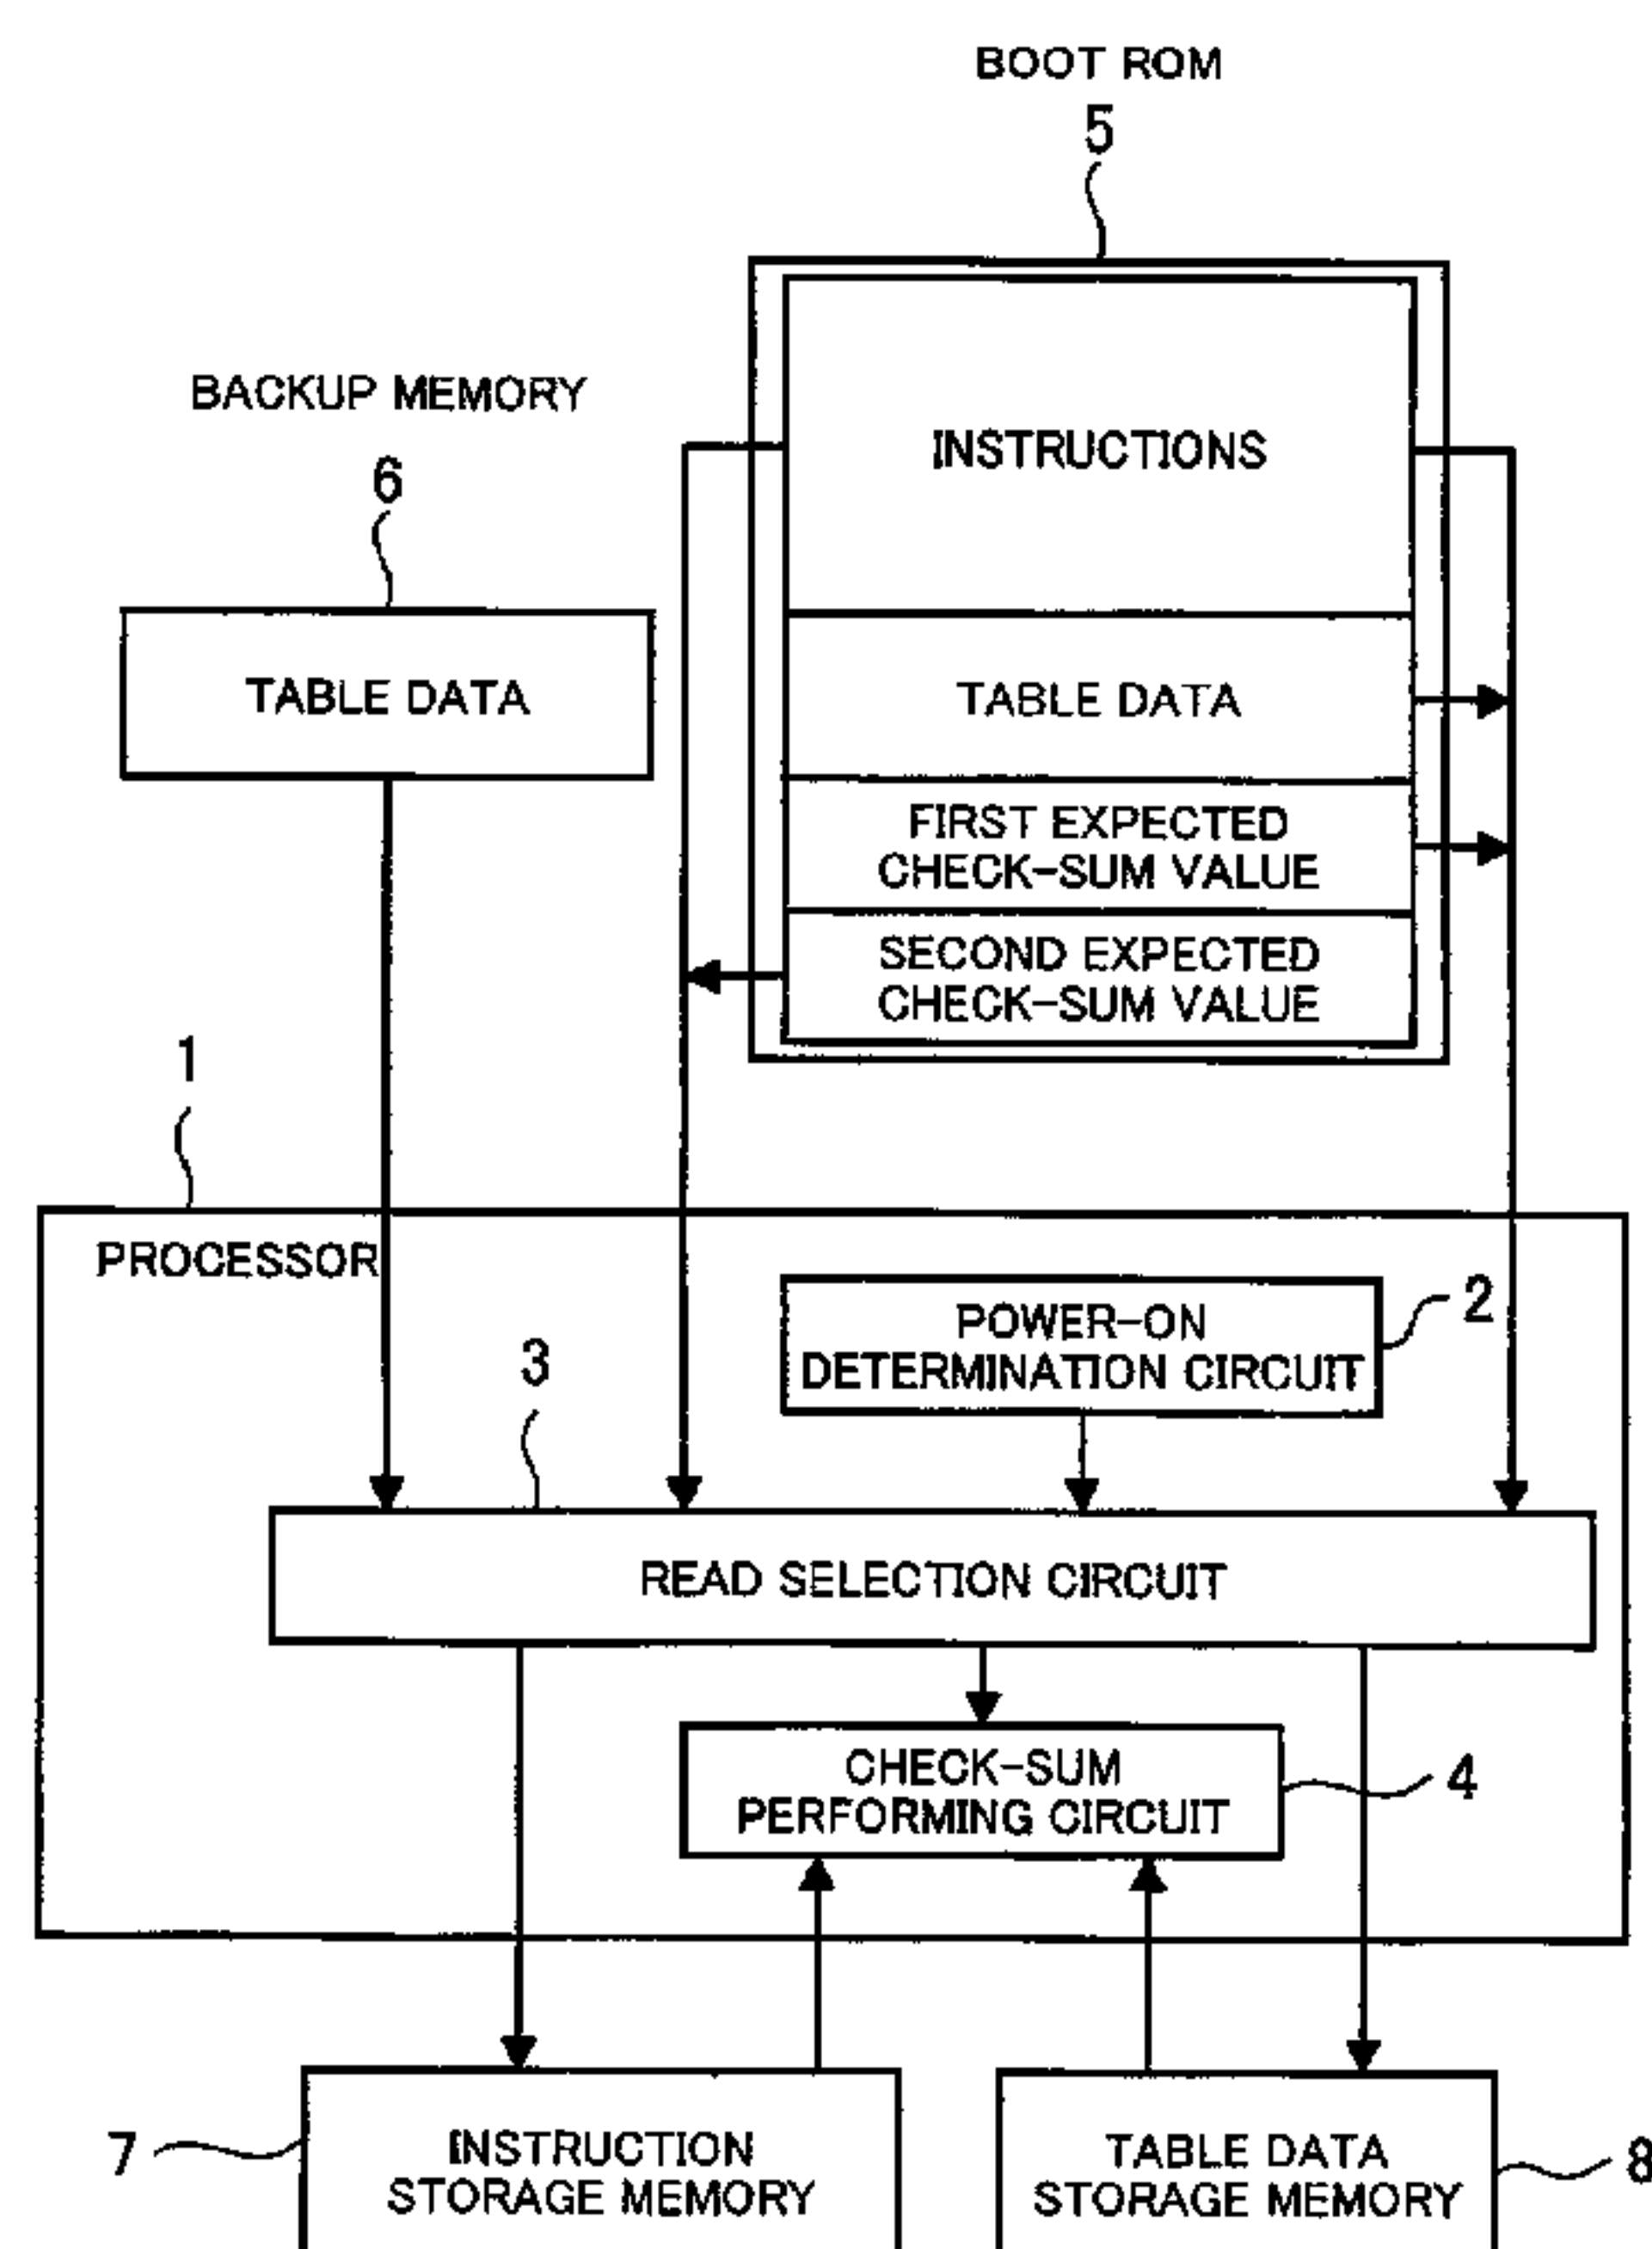 BOOT ROM
5
BACKUP MEMORY
6
INSTRUCTIONS
TABLE DATA
TABLE DATA
FIRST EXPECTED
CHECK-SUM VALUE
SECOND EXPECTED
CHECK-SUM VALUE
1
PROCESSOR
POWER-ON
DETERMINATION CIRCUIT
2
3
READ SELECTION CIRCUIT
CHECK-SUM
PERFORMING CIRCUIT
4
7
INSTRUCTION
STORAGE MEMORY
TABLE DATA
STORAGE MEMORY
8